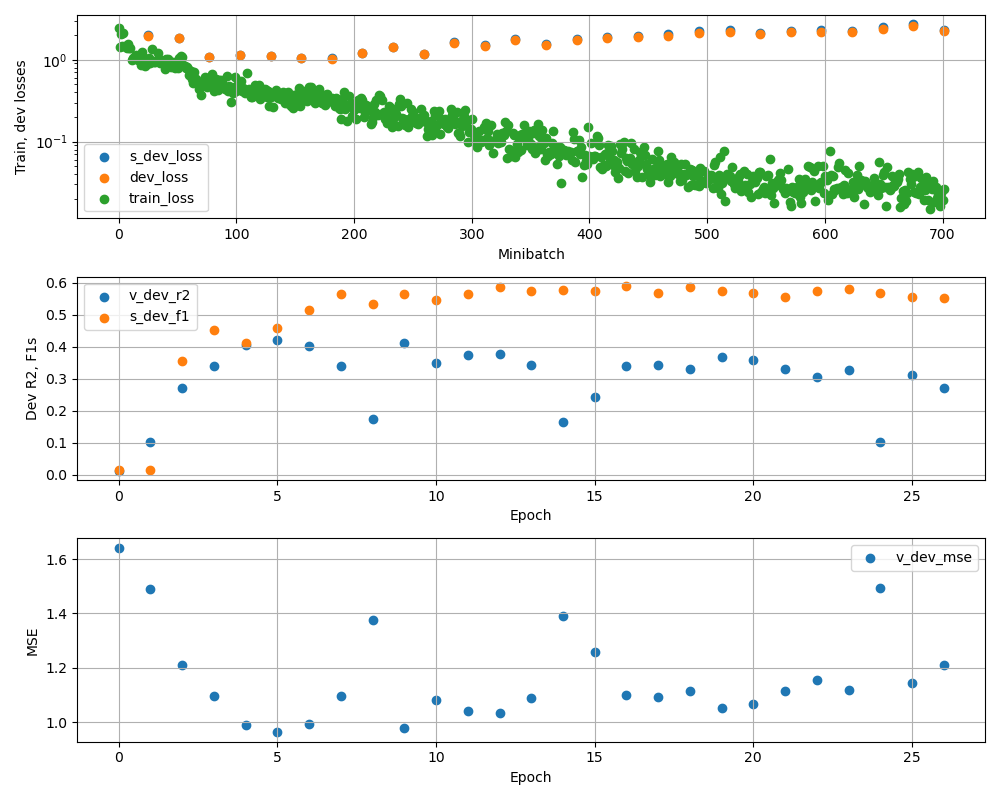 Train, dev losses
10⁰
10⁻¹
s_dev_loss
dev_loss
train_loss
0 100 200 300 400 500 600 700
Minibatch
Dev R2, F1s
0.6
0.5
0.4
0.3
0.2
0.1
0.0
v_dev_r2
s_dev_f1
0 5 10 15 20 25
Epoch
MSE
1.6
1.4
1.2
1.0
v_dev_mse
0 5 10 15 20 25
Epoch